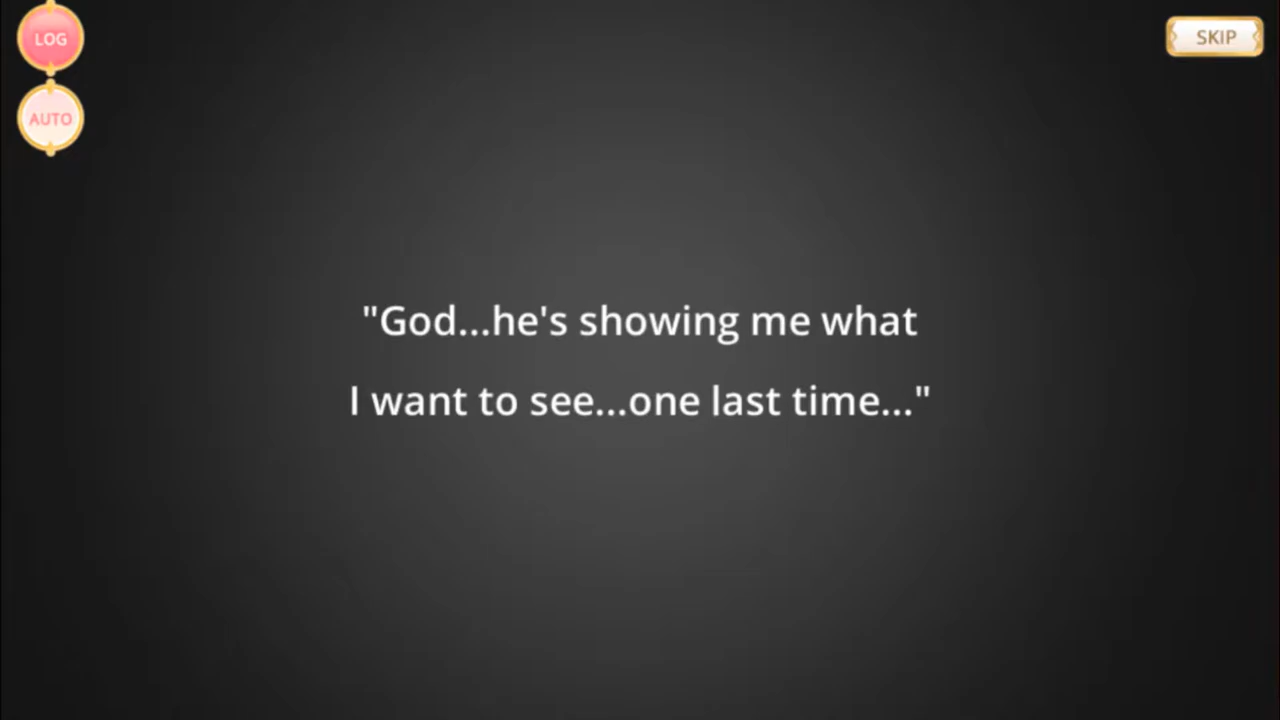 LOG
SKIP
AUTO
"God...he's showing me what
I want to see...one last time..."